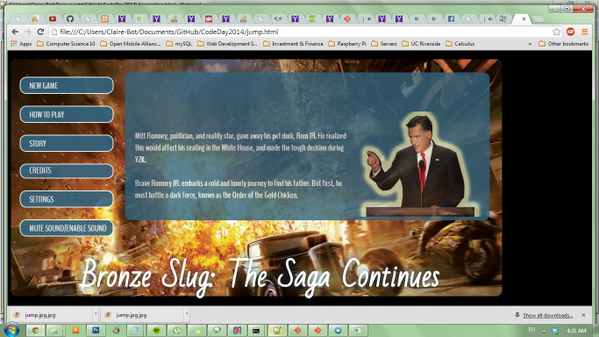 file:///C:/Users/Claire-Bot/Documents/GitHub/CodeDay2014/jump.html
Apps
Computer Science 10
Open Mobile Allianc...
mySQL
Web Development S...
Investment & Finance
Raspberry Pi
Servers
UC Riverside
Calculus
»
Other bookmarks
NEW GAME
HOW TO PLAY
STORY
CREDITS
SETTINGS
MUTE SOUND/ENABLE SOUND
Mitt Romney, politician, and reality star, gave away his pet duck, Rom JR. He realized
this would affect his seating in the White House, and made the tough decision during
Y2K.
Brave Romney JR. embarks a cold and lonely journey to find his father. But first, he
must battle a dark force, known as the Order of the Gold Chicken.
Bronze Slug: The Saga Continues
jump.jpg.jpg
jump.jpg.jpg
Show all downloads...
EN
4:21 AM